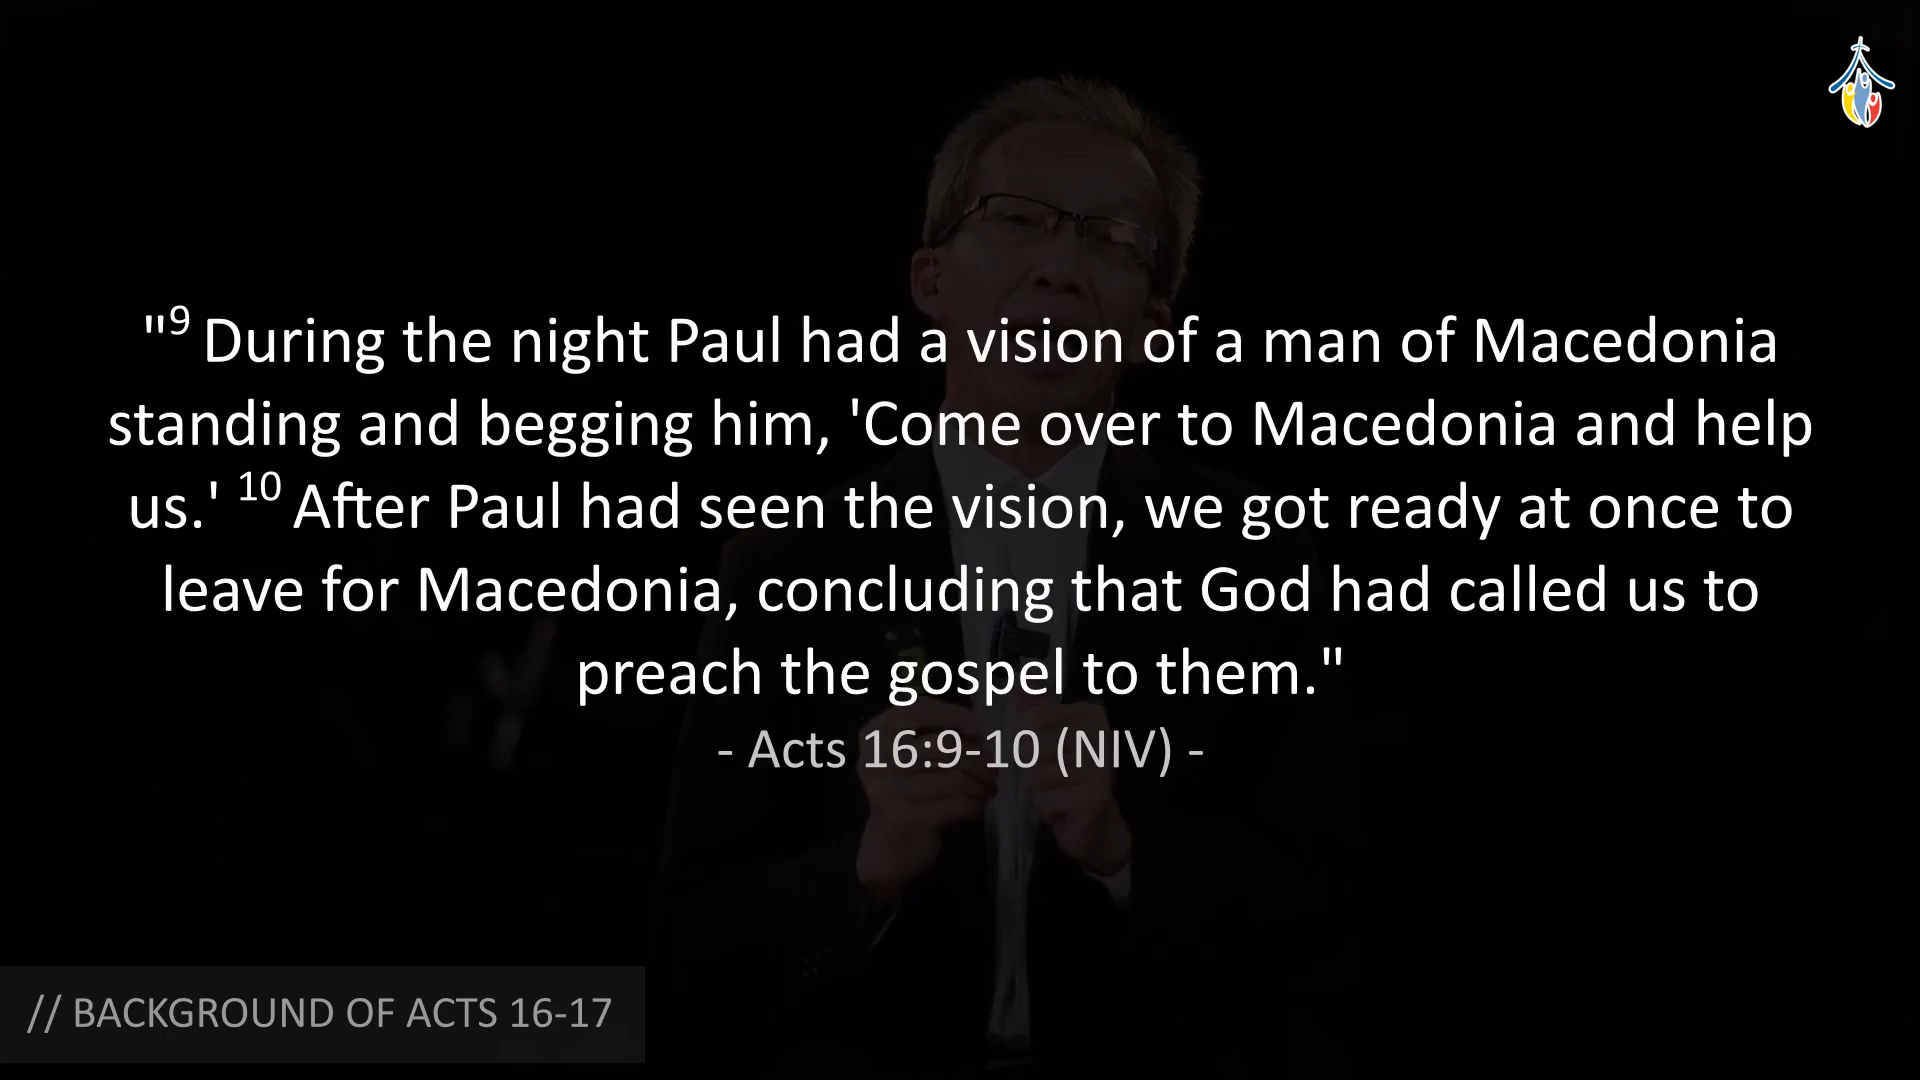 "9 During the night Paul had a vision of a man of Macedonia
standing and begging him, 'Come over to Macedonia and help
us.' 10 After Paul had seen the vision, we got ready at once to
leave for Macedonia, concluding that God had called us to
preach the gospel to them."
- Acts 16:9-10 (NIV) -
// BACKGROUND OF ACTS 16-17